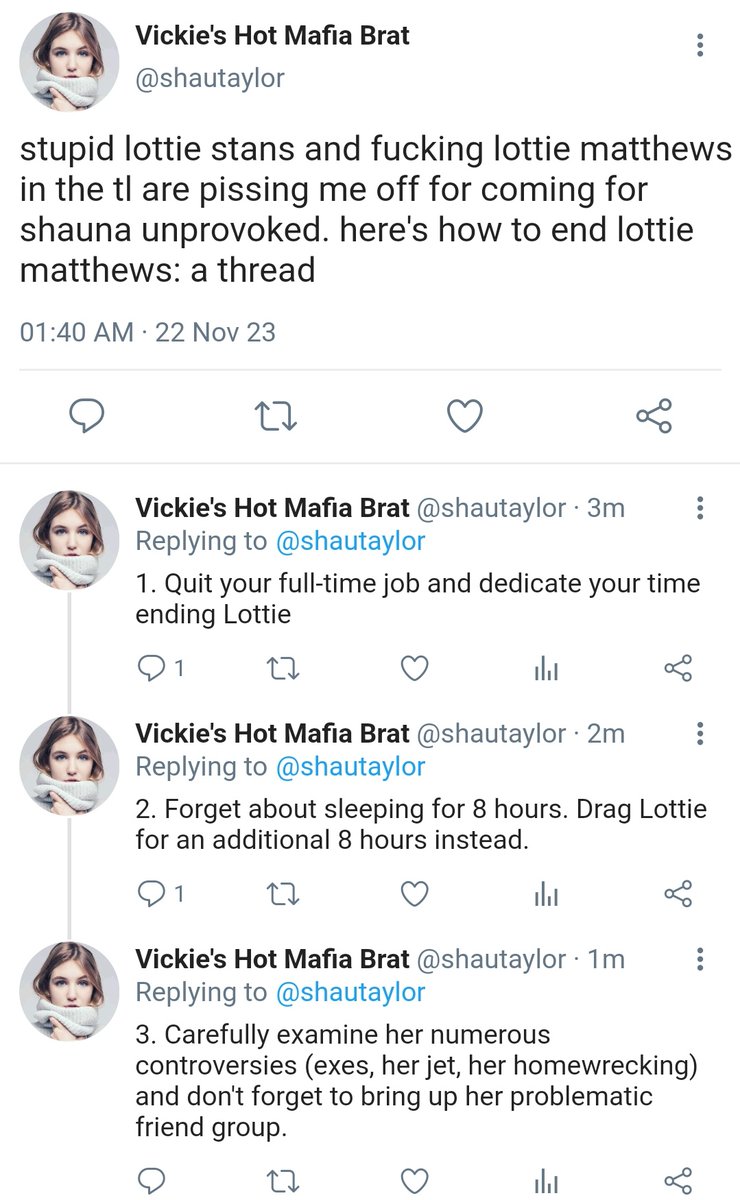 Vickie's Hot Mafia Brat
@shautaylor
stupid lottie stans and fucking lottie matthews
in the tl are pissing me off for coming for
shauna unprovoked. here's how to end lottie
matthews: a thread
01:40 AM · 22 Nov 23
Vickie's Hot Mafia Brat @shautaylor · 3m
Replying to @shautaylor
1. Quit your full-time job and dedicate your time
ending Lottie
1
Vickie's Hot Mafia Brat @shautaylor · 2m
Replying to @shautaylor
2. Forget about sleeping for 8 hours. Drag Lottie
for an additional 8 hours instead.
1
Vickie's Hot Mafia Brat @shautaylor · 1m
Replying to @shautaylor
3. Carefully examine her numerous
controversies (exes, her jet, her homewrecking)
and don't forget to bring up her problematic
friend group.